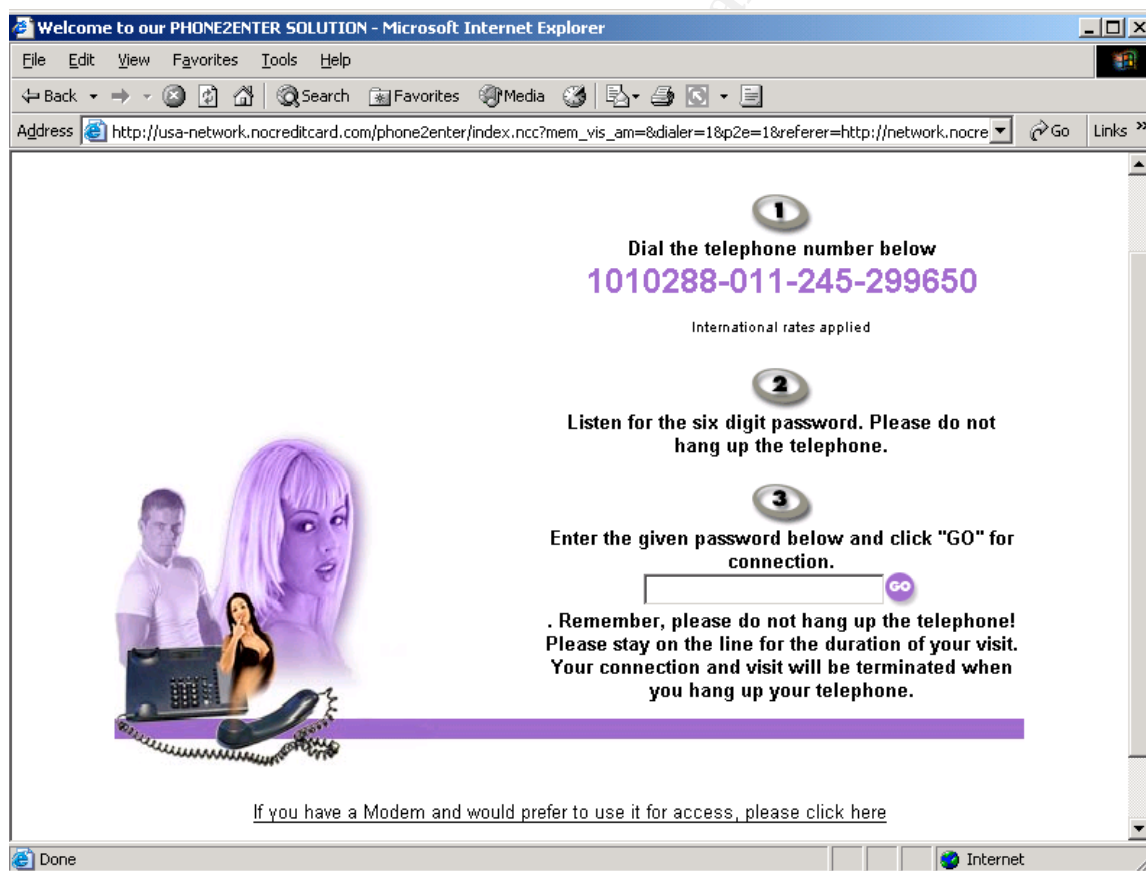 Welcome to our PHONE2ENTER SOLUTION - Microsoft Internet Explorer
File Edit View Favorites Tools Help
Back Search Favorites Media
Address http://usa-network.nocreditcard.com/phone2enter/index.ncc?mem_vis_am=&dialer=1&p2e=1&referer=http://network.nocre Go Links »
1
Dial the telephone number below
1010288-011-245-299650
International rates applied
2
Listen for the six digit password. Please do not
hang up the telephone.
3
Enter the given password below and click "GO" for
connection.
GO
. Remember, please do not hang up the telephone!
Please stay on the line for the duration of your visit.
Your connection and visit will be terminated when
you hang up your telephone.
If you have a Modem and would prefer to use it for access, please click here
Done Internet